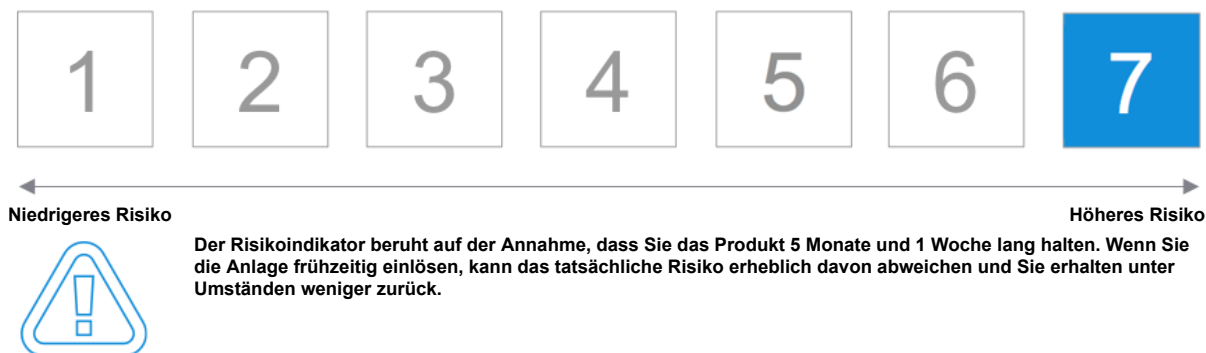 1 2 3 4 5 6 7
Niedrigeres Risiko Höheres Risiko
Der Risikoindikator beruht auf der Annahme, dass Sie das Produkt 5 Monate und 1 Woche lang halten. Wenn Sie
die Anlage frühzeitig einlösen, kann das tatsächliche Risiko erheblich davon abweichen und Sie erhalten unter
Umständen weniger zurück.